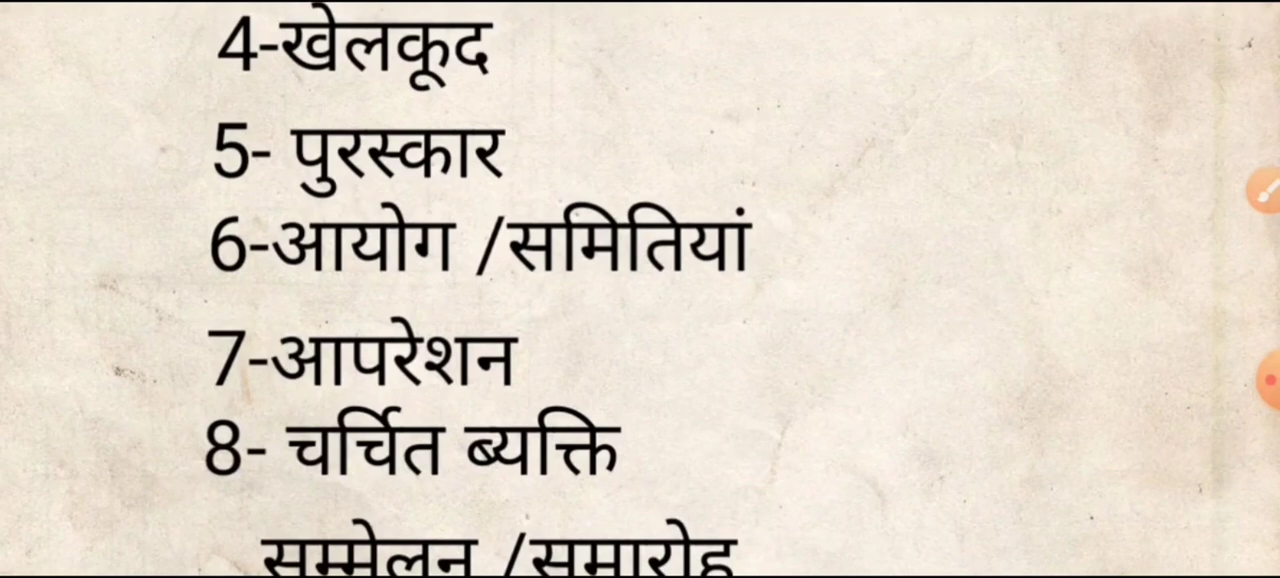 4-खेलकूद
5- पुरस्कार
6-आयोग /समितियां
7-आपरेशन
8- चर्चित ब्यक्ति
सम्मेलन /समारोह